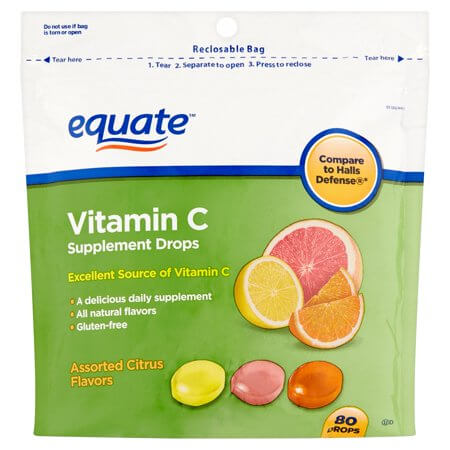 Do not use if bag
is torn or open
Reclosable Bag
Tear here
1. Tear 2. Separate to open 3. Press to reclose
Tear here
equate™
Compare
to Halls
Defense®*
Vitamin C
Supplement Drops
Excellent Source of Vitamin C
• A delicious daily supplement
• All natural flavors
• Gluten-free
Assorted Citrus
Flavors
80
DROPS